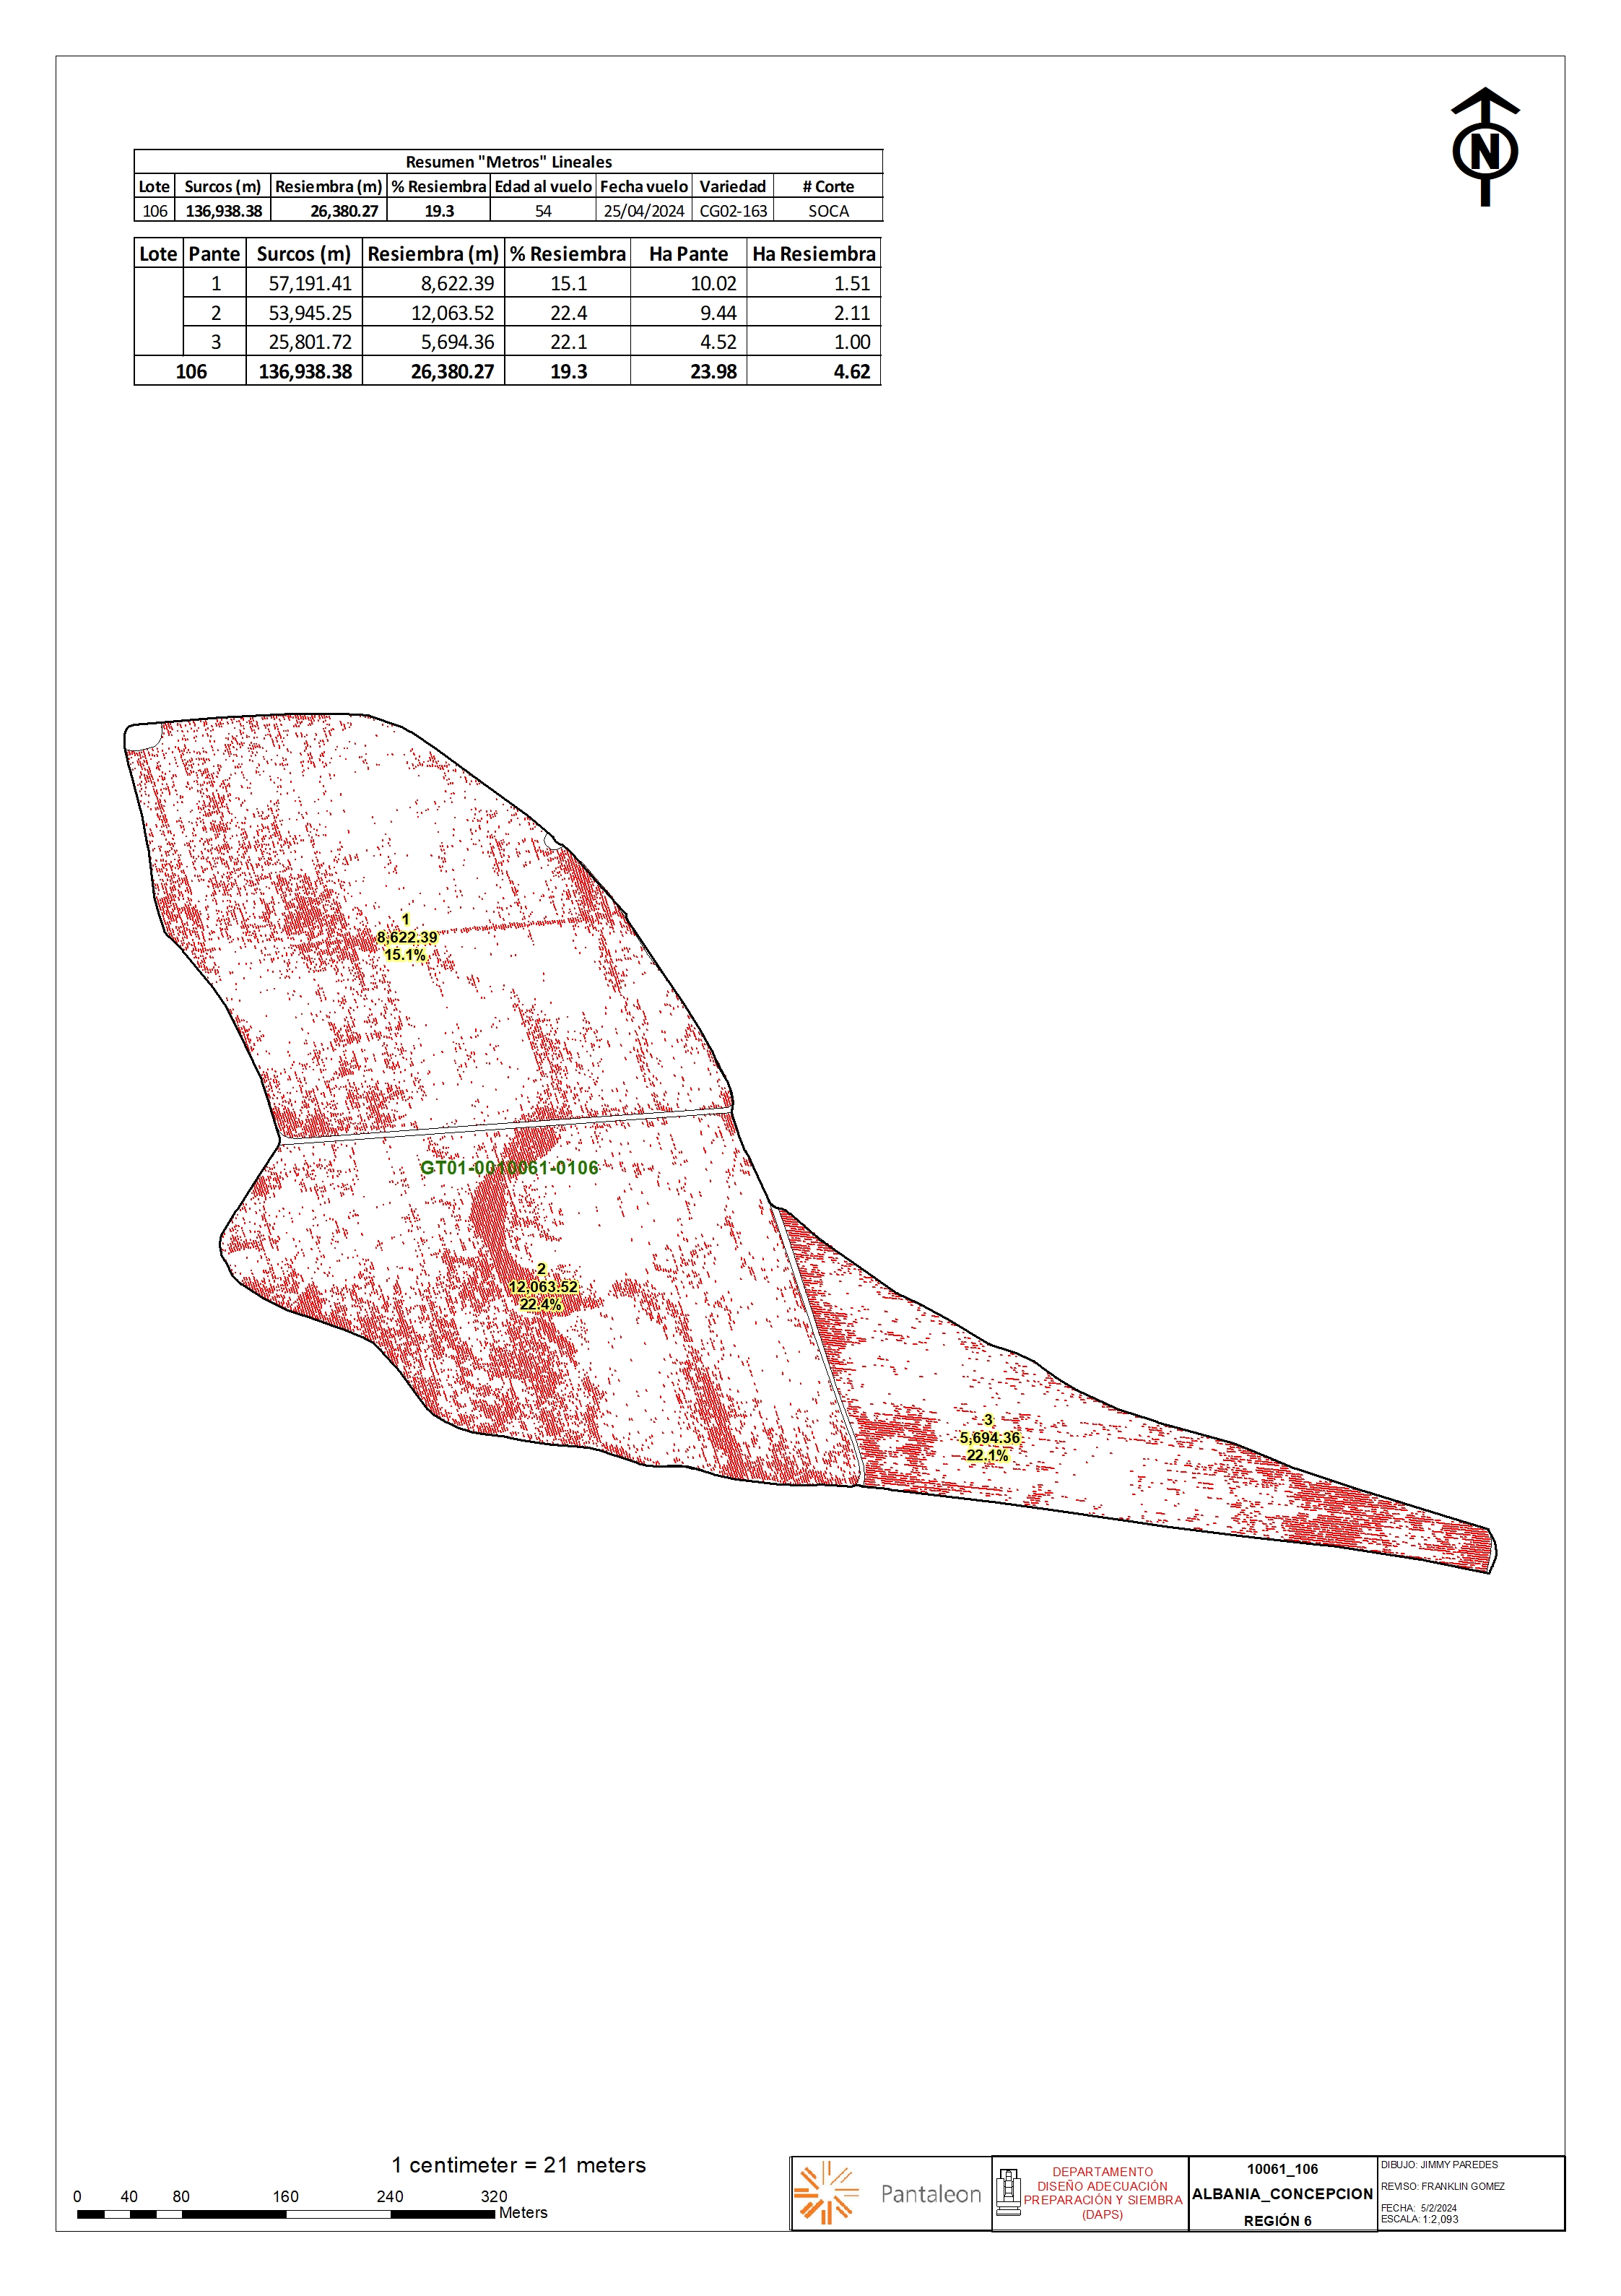 N
Resumen "Metros" Lineales
Lote Surcos (m) Resiembra (m) % Resiembra Edad al vuelo Fecha vuelo Variedad # Corte
106 136,938.38 26,380.27 19.3 54 25/04/2024 CG02-163 SOCA
Lote Pante Surcos (m) Resiembra (m) % Resiembra Ha Pante Ha Resiembra
1 57,191.41 8,622.39 15.1 10.02 1.51
2 53,945.25 12,063.52 22.4 9.44 2.11
3 25,801.72 5,694.36 22.1 4.52 1.00
106 136,938.38 26,380.27 19.3 23.98 4.62
1
8,622.39
15.1%
GT01-0010061-0106
2
12,063.52
22.4%
3
5,694.36
22.1%
1 centimeter = 21 meters
0 40 80 160 240 320
Meters
Pantaleon
DEPARTAMENTO
DISEÑO ADECUACIÓN
PREPARACIÓN Y SIEMBRA
(DAPS)
10061_106
ALBANIA_CONCEPCION
REGIÓN 6
DIBUJO: JIMMY PAREDES
REVISO: FRANKLIN GOMEZ
FECHA: 5/2/2024
ESCALA: 1:2,093